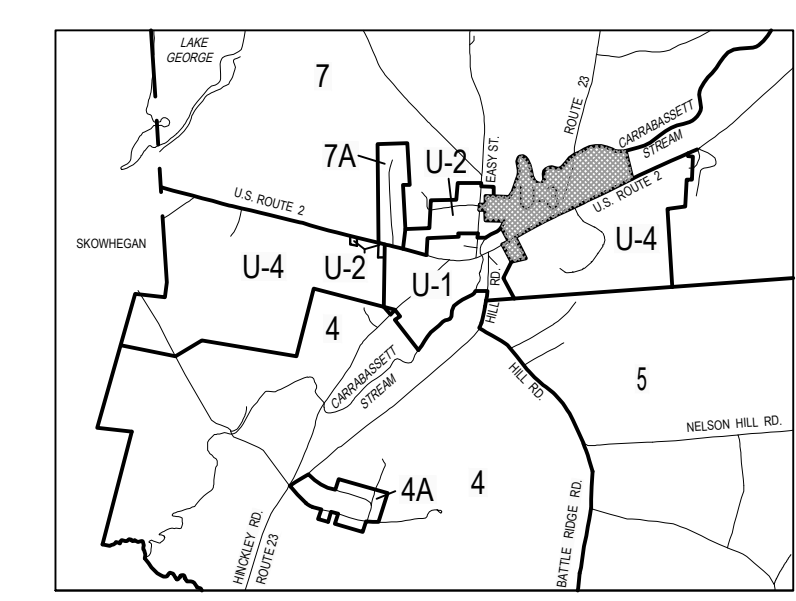 LAKE
GEORGE
7
ROUTE 23
CARRABASSETT
STREAM
7A
U-2
EASY ST.
U.S. ROUTE 2
U.S. ROUTE 2
SKOWHEGAN
U-4
U-2
U-1
U-4
HILL RD.
4
CARRABASSETT
STREAM
HILL RD.
5
NELSON HILL RD.
4A
4
HINCKLEY RD.
ROUTE 23
BATTLE RIDGE RD.